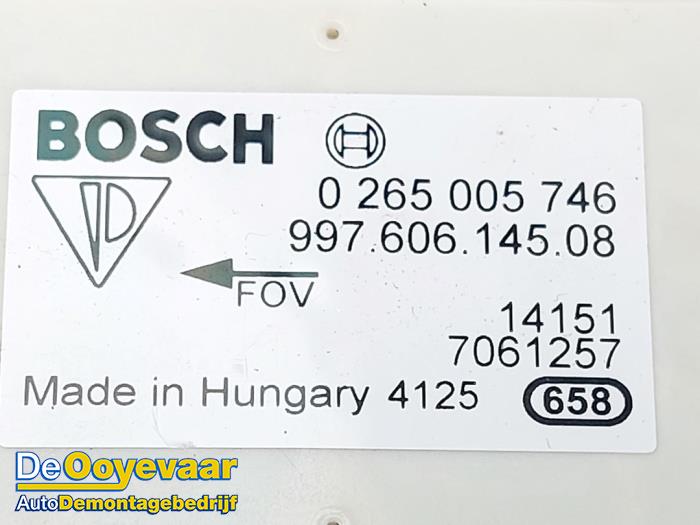 BOSCH
0 265 005 746
997.606.145.08
FOV
14151
7061257
Made in Hungary 4125
658
DeOoyevaar
AutoDemontagebedrijf